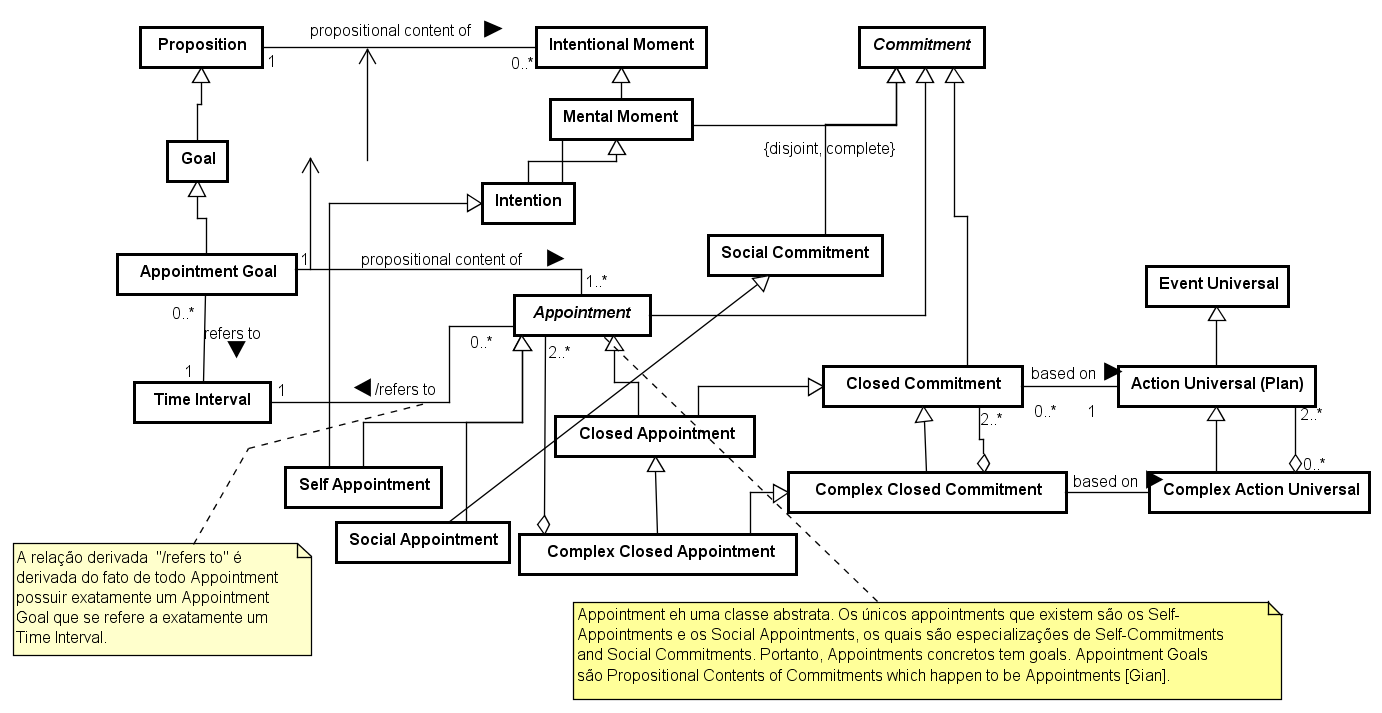 propositional content of
Proposition
Intentional Moment
Commitment
1
0..*
Mental Moment
{disjoint, complete}
Goal
Intention
Social Commitment
Appointment Goal
1
propositional content of
1..*
Event Universal
0..*
refers to
Appointment
0..*
2..*
1
1
/refers to
Time Interval
Closed Commitment
based on
Action Universal (Plan)
0..*
1
2..*
2..*
Closed Appointment
0..*
Self Appointment
Complex Closed Commitment
based on
Complex Action Universal
Social Appointment
Complex Closed Appointment
A relação derivada "/refers to" é
derivada do fato de todo Appointment
possuir exatamente um Appointment
Goal que se refere a exatamente um
Time Interval.
Appointment eh uma classe abstrata. Os únicos appointments que existem são os Self-
Appointments e os Social Appointments, os quais são especializações de Self-Commitments
and Social Commitments. Portanto, Appointments concretos tem goals. Appointment Goals
são Propositional Contents of Commitments which happen to be Appointments [Gian].